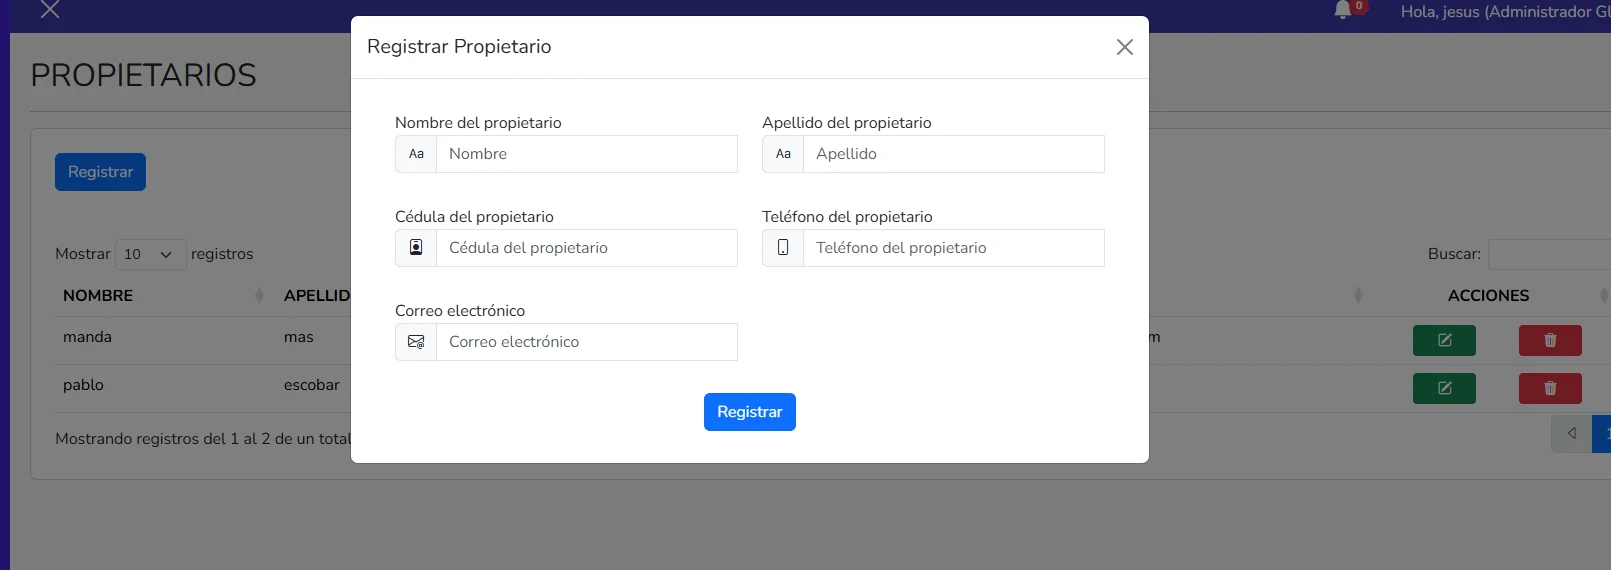 0
Hola, jesus (Administrador Gl
Registrar Propietario
PROPIETARIOS
Nombre del propietario
Apellido del propietario
Aa Nombre
Aa Apellido
Registrar
Cédula del propietario
Teléfono del propietario
Cédula del propietario
Teléfono del propietario
Mostrar 10 registros
Buscar:
NOMBRE
APELLID
ACCIONES
Correo electrónico
manda
mas
Correo electrónico
m
pablo
escobar
Registrar
Mostrando registros del 1 al 2 de un total
1